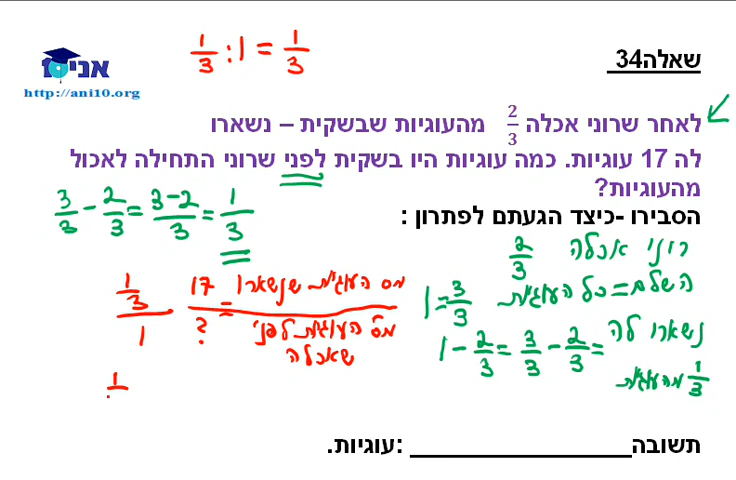 שאלה34
1/3 : 1 = 1/3
אני10
http://ani10.org
לאחר שרוני אכלה 2/3 מהעוגיות שבשקית – נשארו
לה 17 עוגיות. כמה עוגיות היו בשקית לפני שרוני התחילה לאכול
מהעוגיות?
הסבירו -כיצד הגעתם לפתרון :
3/3 - 2/3 = 3-2/3 = 1/3
רוני אכלה 2/3
השלם = כל העוגיות 1 = 3/3
נשארו לה 1 - 2/3 = 3/3 - 2/3 =
1/3 מהעוגיות
1/3 / 1 = 17 / ? = מס העוגיות שנשארו / מס העוגיות לפני שאכלה
1
תשובה__________________ :עוגיות.